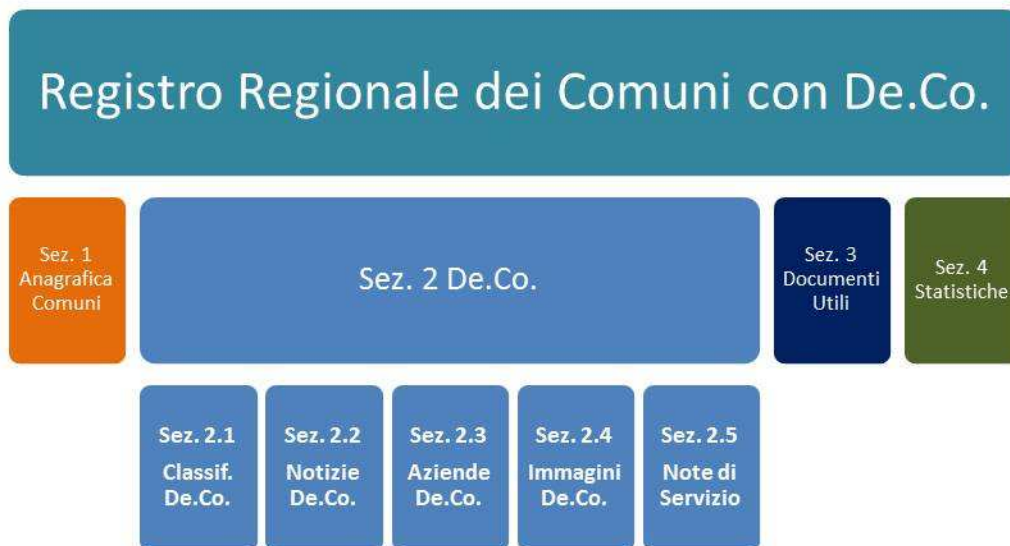 Registro Regionale dei Comuni con De.Co.
Sez. 1
Anagrafica
Comuni
Sez. 2 De.Co.
Sez. 3
Documenti
Utili
Sez. 4
Statistiche
Sez. 2.1
Classif.
De.Co.
Sez. 2.2
Notizie
De.Co.
Sez. 2.3
Aziende
De.Co.
Sez. 2.4
Immagini
De.Co.
Sez. 2.5
Note di
Servizio